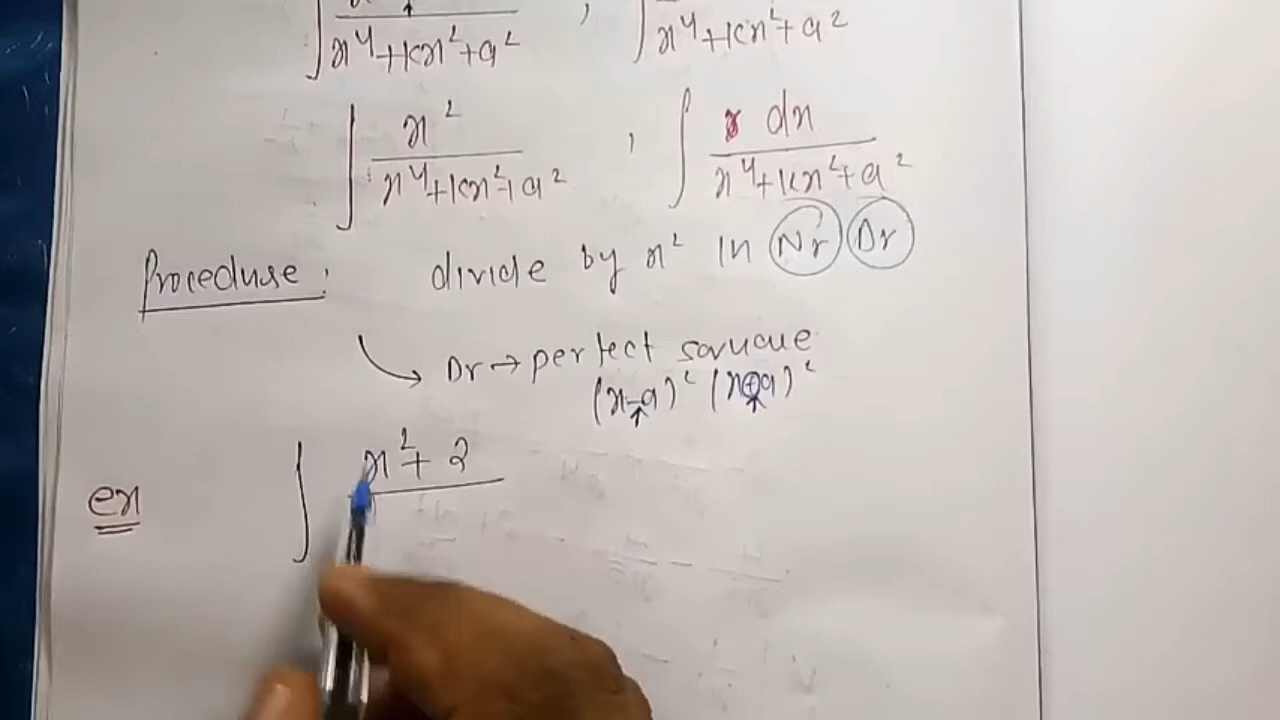 ∫ ――― / x⁴+kx²+a² , ∫ ――― / x⁴+kx²+a²
∫ x² / x⁴+kx²+a² , ∫ dx / x⁴+kx²+a²
Proceduse : divide by x² in Nr Dr
Dr→perfect square
(x-a)² (x+a)²
ex ∫ x²+2